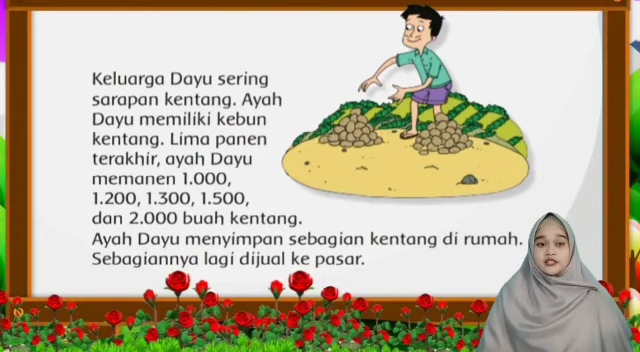 Keluarga Dayu sering
sarapan kentang. Ayah
Dayu memiliki kebun
kentang. Lima panen
terakhir, ayah Dayu
memanen 1.000,
1.200, 1.300, 1.500,
dan 2.000 buah kentang.
Ayah Dayu menyimpan sebagian kentang di rumah.
Sebagiannya lagi dijual ke pasar.